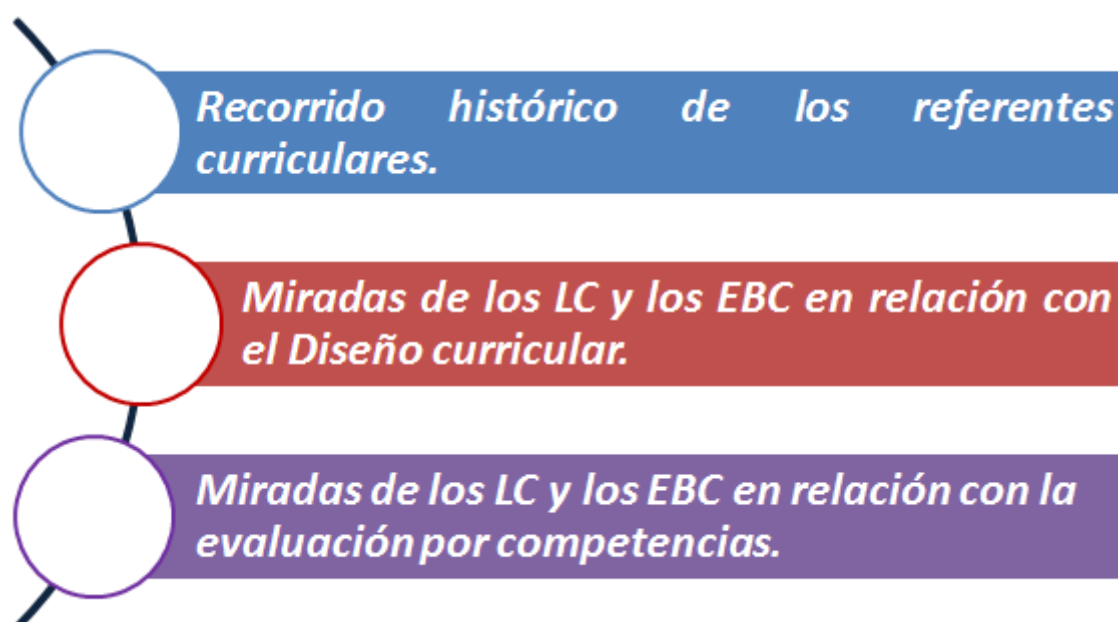 Recorrido histórico de los referentes
curriculares.
Miradas de los LC y los EBC en relación con
el Diseño curricular.
Miradas de los LC y los EBC en relación con la
evaluación por competencias.